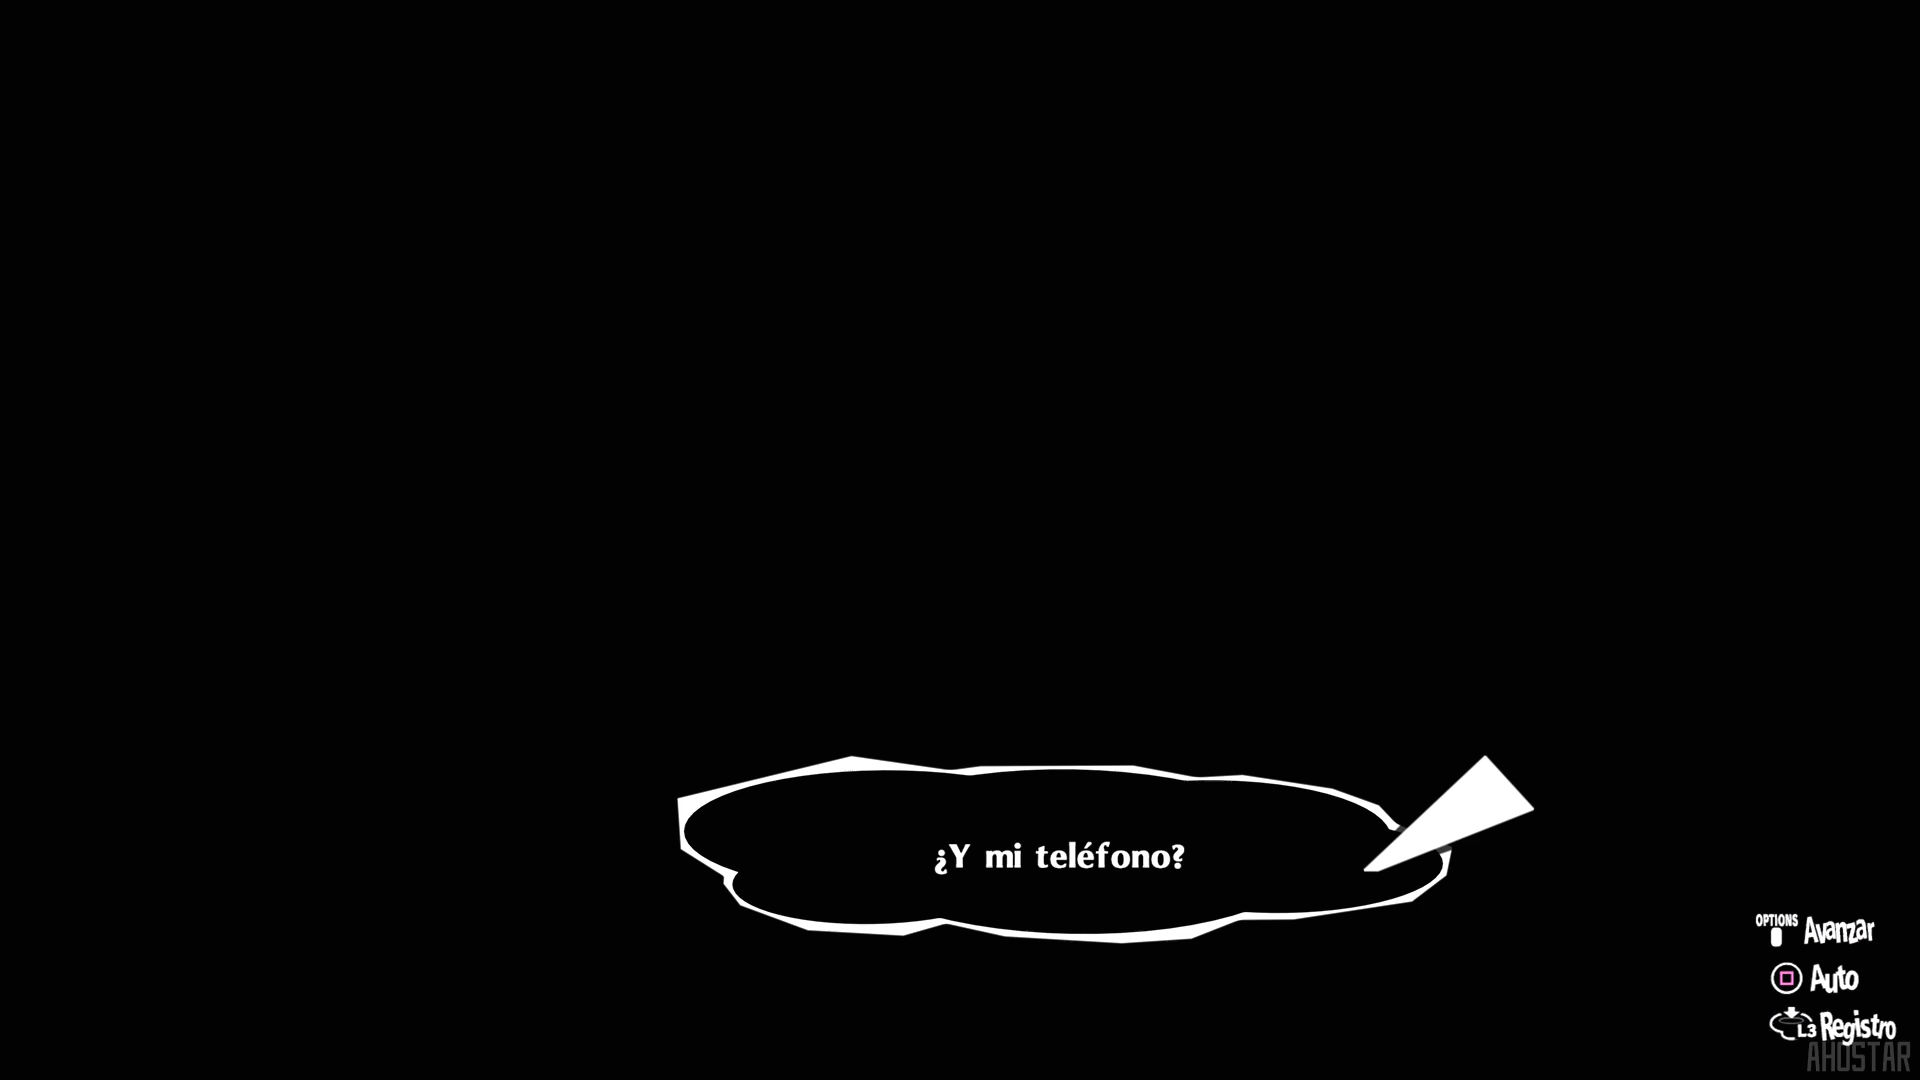 ¿Y mi teléfono?
OPTIONS Avanzar
Auto
L3 Registro
AHOSTAR